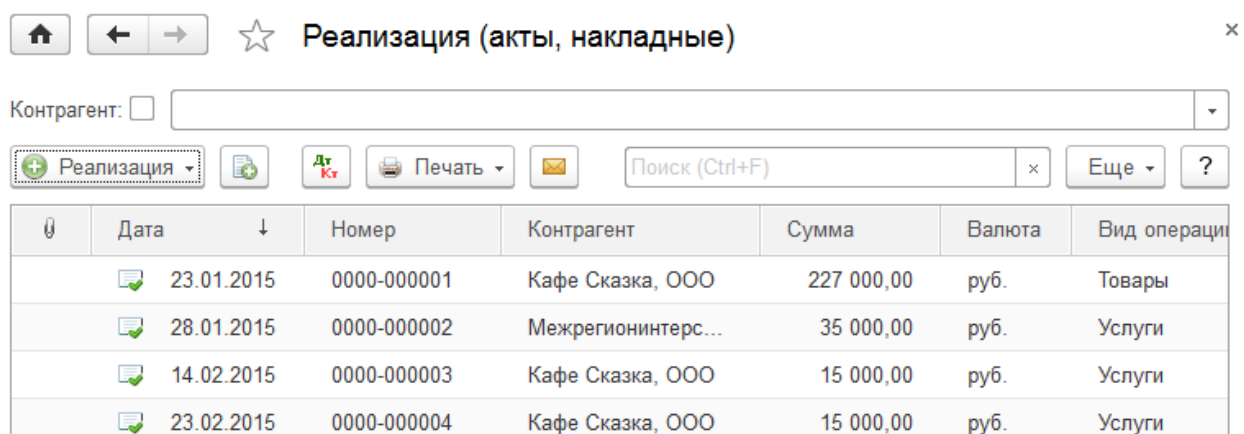 Реализация (акты, накладные)
Контрагент:
Реализация Дт Кт Печать Поиск (Ctrl+F) × Еще ?
Дата ↓ Номер Контрагент Сумма Валюта Вид операци
23.01.2015 0000-000001 Кафе Сказка, ООО 227 000,00 руб. Товары
28.01.2015 0000-000002 Межрегионинтерс... 35 000,00 руб. Услуги
14.02.2015 0000-000003 Кафе Сказка, ООО 15 000,00 руб. Услуги
23.02.2015 0000-000004 Кафе Сказка, ООО 15 000,00 руб. Услуги